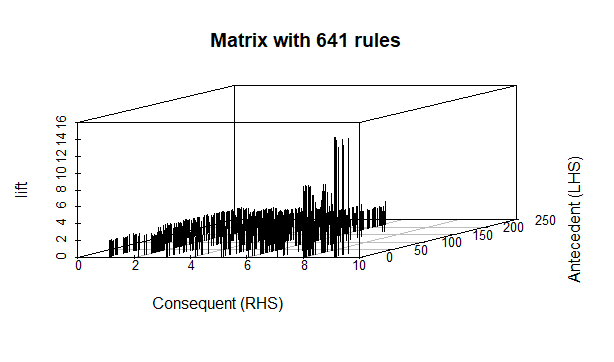 Matrix with 641 rules
lift
0 2 4 6 8 10 12 14 16
0 2 4 6 8 10
Consequent (RHS)
0 50 100 150 200 250
Antecedent (LHS)